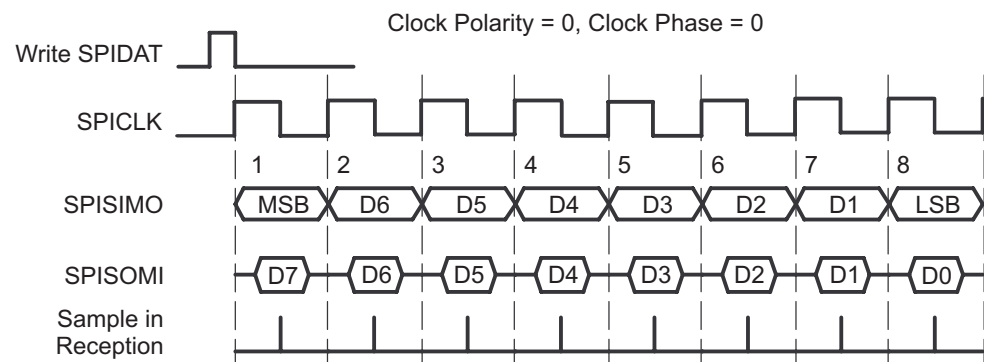 Clock Polarity = 0, Clock Phase = 0
Write SPIDAT
SPICLK
1 2 3 4 5 6 7 8
SPISIMO MSB D6 D5 D4 D3 D2 D1 LSB
SPISOMI D7 D6 D5 D4 D3 D2 D1 D0
Sample in
Reception